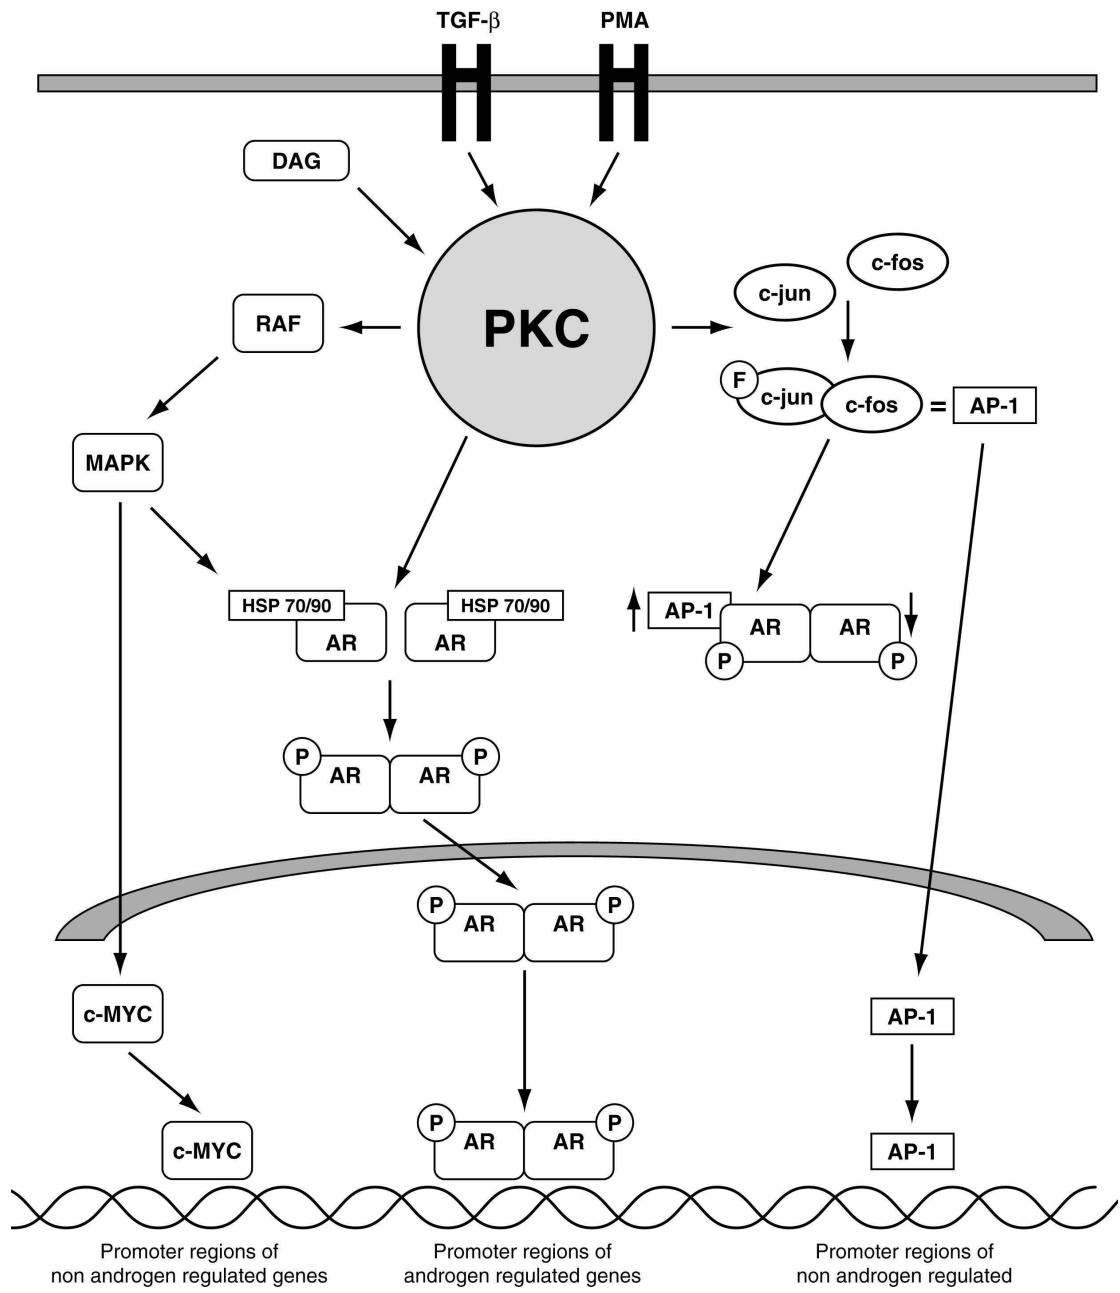 TGF-β
PMA
DAG
c-fos
c-jun
RAF
PKC
F
c-jun
c-fos
=
AP-1
MAPK
HSP 70/90
HSP 70/90
AR
AR
AP-1
AR
AR
P
P
P
P
AR
AR
P
P
AR
AR
c-MYC
AP-1
P
P
AR
AR
c-MYC
AP-1
Promoter regions of
non androgen regulated genes
Promoter regions of
androgen regulated genes
Promoter regions of
non androgen regulated